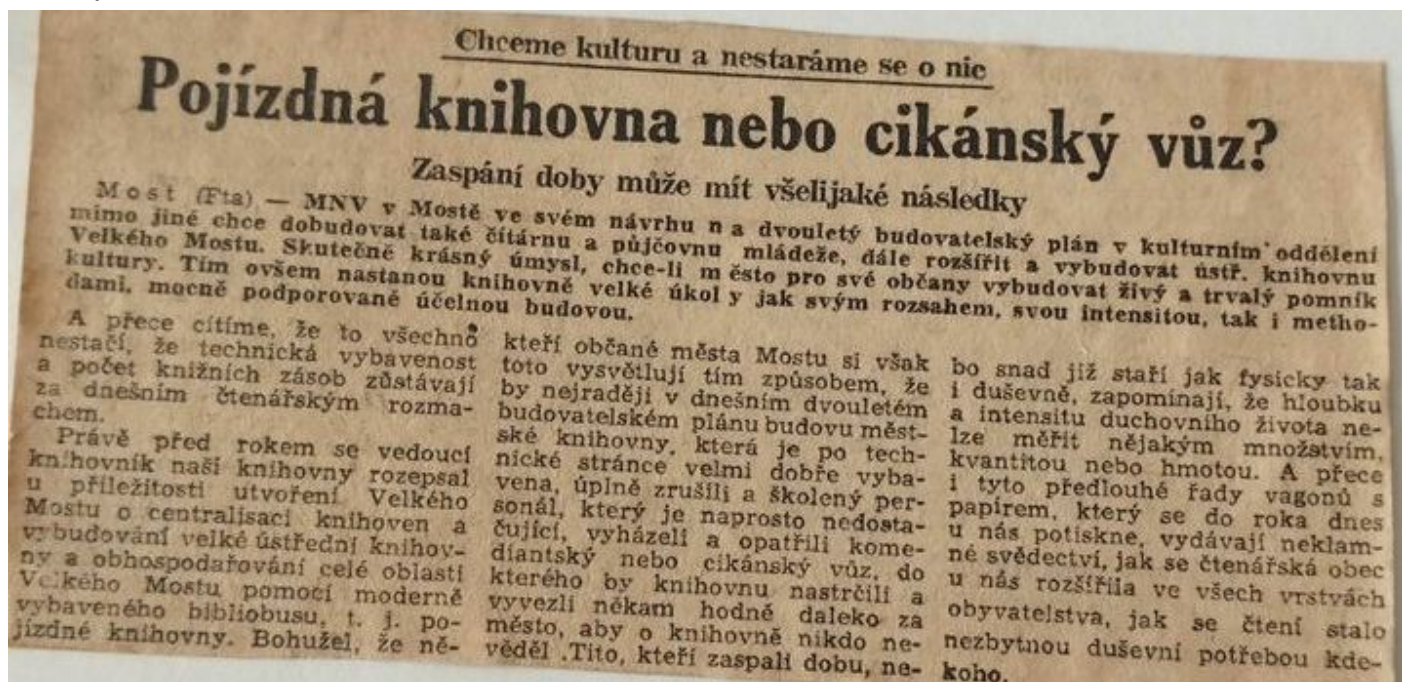 Chceme kulturu a nestaráme se o nic
Pojízdná knihovna nebo cikánský vůz?
Zaspání doby může mít všelijaké následky
Most (Fta) — MNV v Mostě ve svém návrhu na dvouletý budovatelský plán v kulturním oddělení
mimo jiné chce dobudovat také čítárnu a půjčovnu mládeže, dále rozšířit a vybudovat ústř. knihovnu
Velkého Mostu. Skutečně krásný úmysl, chce-li město pro své občany vybudovat živý a trvalý pomník
kultury. Tím ovšem nastanou knihovně velké úkoly jak svým rozsahem, svou intensitou, tak i metho-
dami, mocně podporované účelnou budovou.
A přece cítíme, že to všechno
nestačí, že technická vybavenost
a počet knižních zásob zůstávají
za dnešním čtenářským rozma-
chem.
Právě před rokem se vedoucí
knihovník naší knihovny rozepsal
u příležitosti utvoření Velkého
Mostu o centralisaci knihoven a
vybudování velké ústřední knihov-
ny a obhospodařování celé oblasti
Velkého Mostu pomocí moderně
vybaveného bibliobusu, t. j. po-
jízdné knihovny. Bohužel, že ně-
kteří občané města Mostu si však
toto vysvětlují tím způsobem, že
by nejraději v dnešním dvouletém
budovatelském plánu budovu měst-
ské knihovny, která je po tech-
nické stránce velmi dobře vyba-
vena, úplně zrušili a školený per-
sonál, který je naprosto nedosta-
čující, vyházeli a opatřili kome-
diantský nebo cikánský vůz, do
kterého by knihovnu nastrčili a
vyvezli někam hodně daleko za
město, aby o knihovně nikdo ne-
věděl .Tito, kteří zaspali dobu, ne-
bo snad již staří jak fysicky tak
i duševně, zapomínají, že hloubku
a intensitu duchovního života ne-
lze měřit nějakým množstvím,
kvantitou nebo hmotou. A přece
i tyto předlouhé řady vagonů s
papírem, který se do roka dnes
u nás potiskne, vydávají neklam-
né svědectví, jak se čtenářská obec
u nás rozšířila ve všech vrstvách
obyvatelstva, jak se čtení stalo
nezbytnou duševní potřebou kde-
koho.